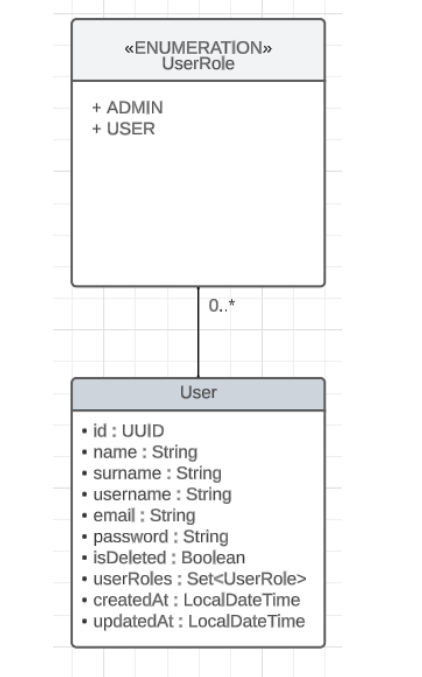 «ENUMERATION»
UserRole
+ ADMIN
+ USER
0..*
User
• id : UUID
• name : String
• surname : String
• username : String
• email : String
• password : String
• isDeleted : Boolean
• userRoles : Set<UserRole>
• createdAt : LocalDateTime
• updatedAt : LocalDateTime